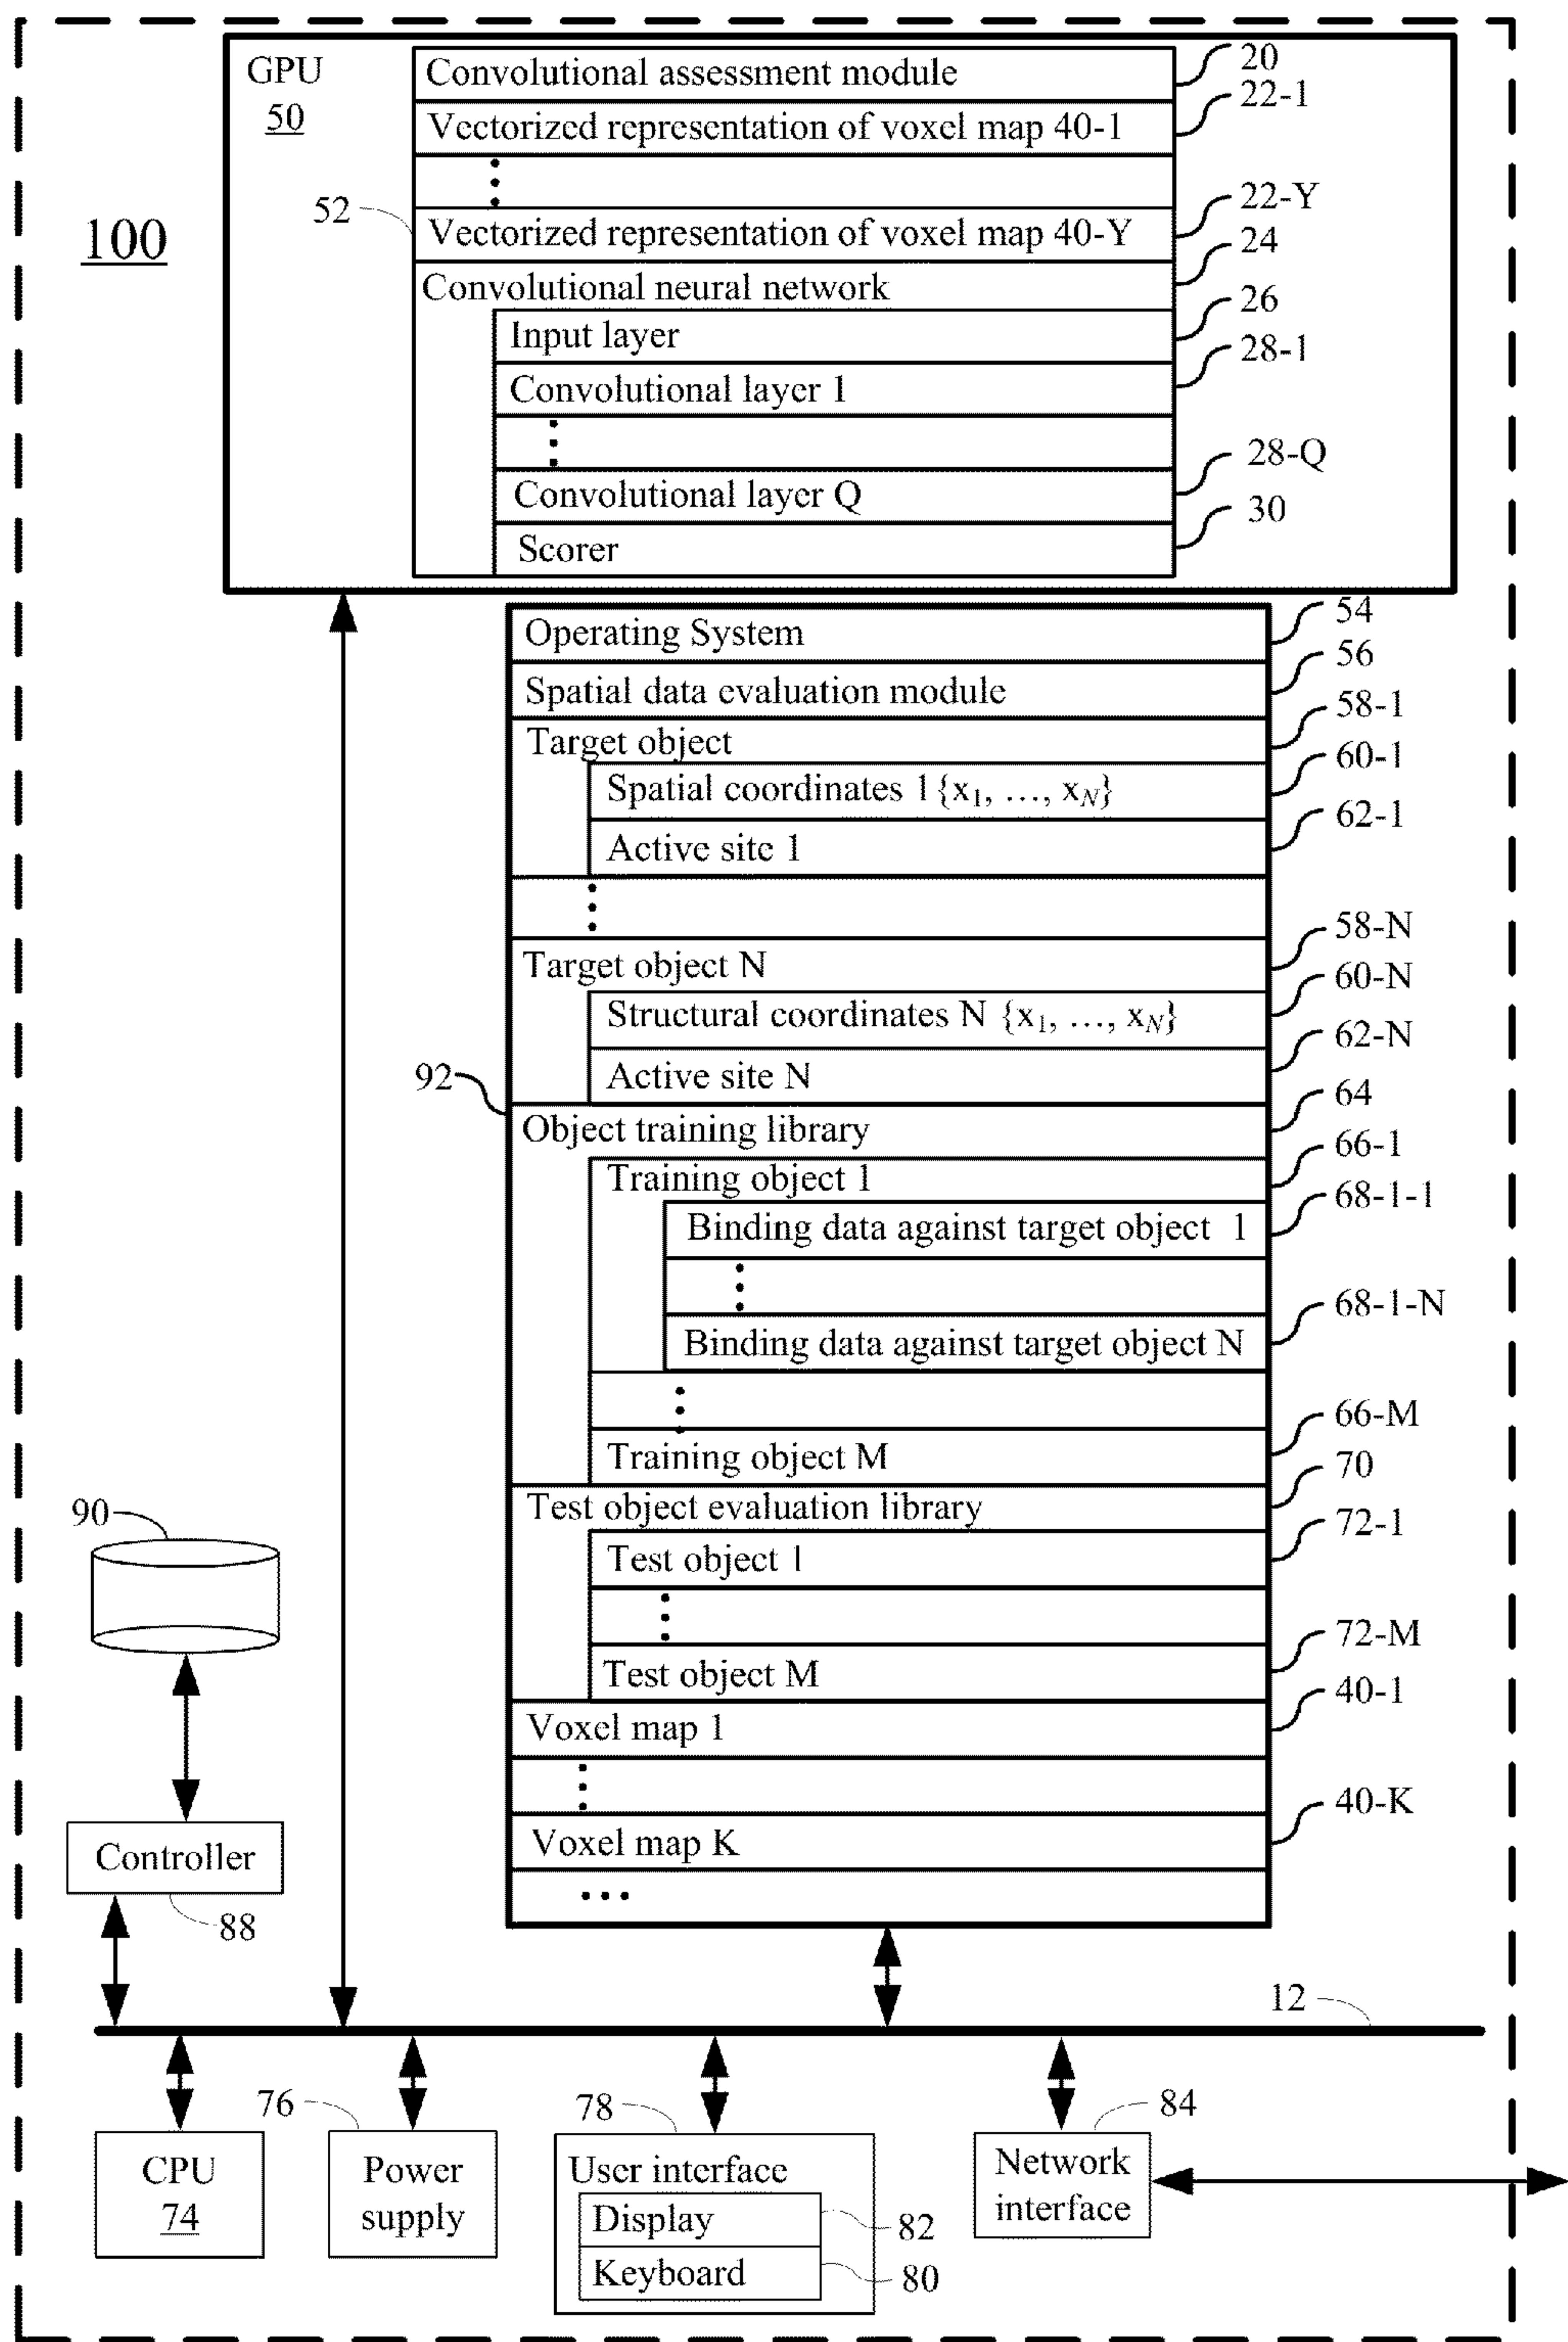 GPU
50
100
52
Convolutional assessment module
20
Vectorized representation of voxel map 40-1
22-1
Vectorized representation of voxel map 40-Y
22-Y
Convolutional neural network
24
Input layer
26
Convolutional layer 1
28-1
Convolutional layer Q
28-Q
Scorer
30
Operating System
54
Spatial data evaluation module
56
Target object
58-1
Spatial coordinates 1 {x1, …, xN}
60-1
Active site 1
62-1
Target object N
58-N
Structural coordinates N {x1, …, xN}
60-N
Active site N
62-N
92
Object training library
64
Training object 1
66-1
Binding data against target object 1
68-1-1
Binding data against target object N
68-1-N
Training object M
66-M
Test object evaluation library
70
Test object 1
72-1
Test object M
72-M
Voxel map 1
40-1
Voxel map K
40-K
...
90
Controller
88
12
CPU
74
76
Power
supply
78
User interface
Display
82
Keyboard
80
84
Network
interface